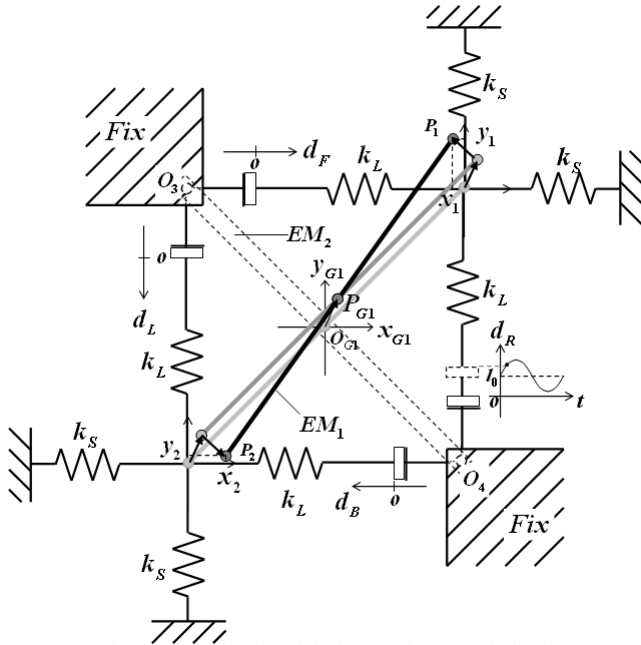 k_S
P_1 y_1
Fix o d_F k_L k_S
O_3 x_1
EM_2
y_G1
o k_L
P_G1
d_L x_G1
O_G1 d_R
k_L l_0
EM_1 o t
k_S y_2 P_2
x_2 k_L d_B o O_4
Fix
k_S